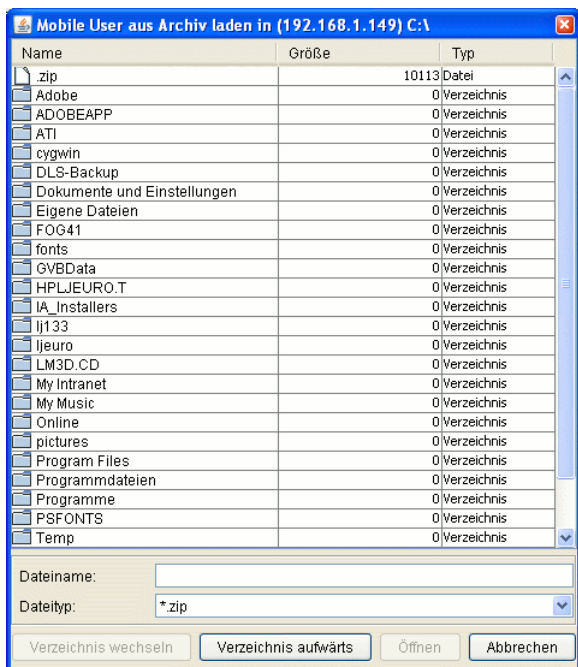 Mobile User aus Archiv laden in (192.168.1.149) C:\
Name Größe Typ
.zip 10113 Datei
Adobe 0 Verzeichnis
ADOBEAPP 0 Verzeichnis
ATI 0 Verzeichnis
cygwin 0 Verzeichnis
DLS-Backup 0 Verzeichnis
Dokumente und Einstellungen 0 Verzeichnis
Eigene Dateien 0 Verzeichnis
FOG41 0 Verzeichnis
fonts 0 Verzeichnis
GVBData 0 Verzeichnis
HPLJEURO.T 0 Verzeichnis
IA_Installers 0 Verzeichnis
lj133 0 Verzeichnis
ljeuro 0 Verzeichnis
LM3D.CD 0 Verzeichnis
My Intranet 0 Verzeichnis
My Music 0 Verzeichnis
Online 0 Verzeichnis
pictures 0 Verzeichnis
Program Files 0 Verzeichnis
Programmdateien 0 Verzeichnis
Programme 0 Verzeichnis
PSFONTS 0 Verzeichnis
Temp 0 Verzeichnis
Dateiname:
Dateityp: *.zip
Verzeichnis wechseln Verzeichnis aufwärts Öffnen Abbrechen